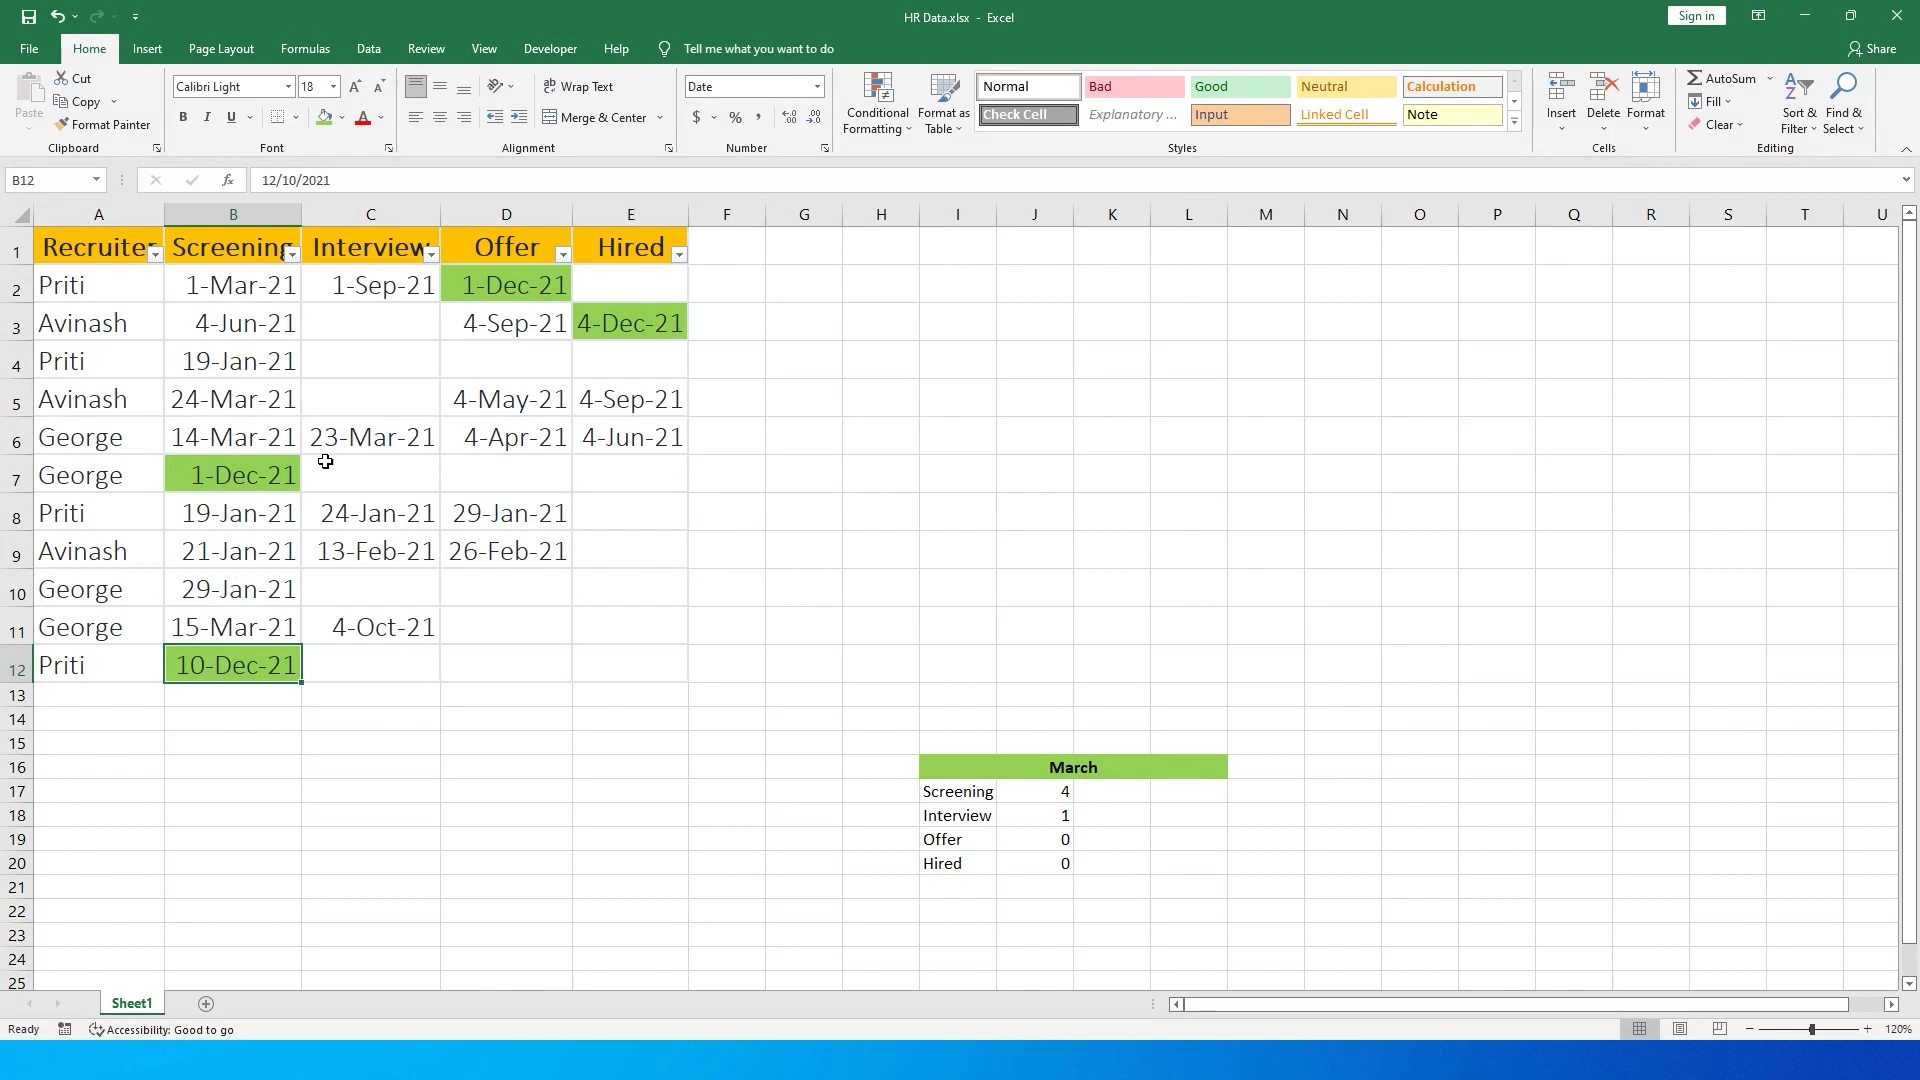 HR Data.xlsx - Excel
Sign in
File Home Insert Page Layout Formulas Data Review View Developer Help Tell me what you want to do Share
Paste
Cut
Copy
Format Painter
Clipboard
Calibri Light 18
B I U
Font
Wrap Text
Merge & Center
Alignment
Date
$ % ,
Number
Conditional Formatting
Format as Table
Normal Bad Good Neutral Calculation
Check Cell Explanatory ... Input Linked Cell Note
Styles
Insert Delete Format
Cells
AutoSum
Fill
Clear
Sort & Filter
Find & Select
Editing
B12 fx 12/10/2021
A B C D E F G H I J K L M N O P Q R S T U
1 Recruiter Screening Interview Offer Hired
2 Priti 1-Mar-21 1-Sep-21 1-Dec-21
3 Avinash 4-Jun-21 4-Sep-21 4-Dec-21
4 Priti 19-Jan-21
5 Avinash 24-Mar-21 4-May-21 4-Sep-21
6 George 14-Mar-21 23-Mar-21 4-Apr-21 4-Jun-21
7 George 1-Dec-21
8 Priti 19-Jan-21 24-Jan-21 29-Jan-21
9 Avinash 21-Jan-21 13-Feb-21 26-Feb-21
10 George 29-Jan-21
11 George 15-Mar-21 4-Oct-21
12 Priti 10-Dec-21
13
14
15
16 March
17 Screening 4
18 Interview 1
19 Offer 0
20 Hired 0
21
22
23
24
25
Sheet1
Ready Accessibility: Good to go 120%